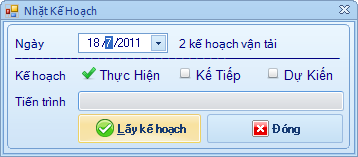 Nhật Kế Hoạch
Ngày 18/7/2011 2 kế hoạch vận tải
Kế hoạch Thực Hiện Kế Tiếp Dự Kiến
Tiến trình
Lấy kế hoạch Đóng